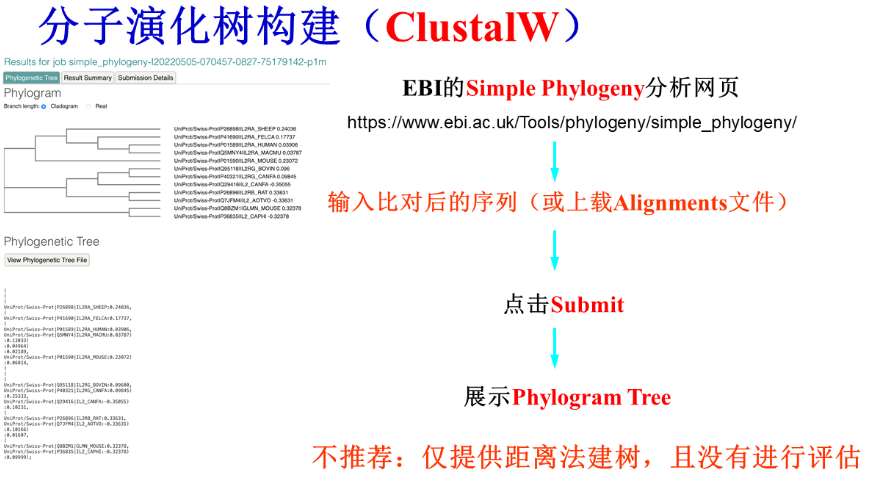 分子演化树构建（ClustalW）
Results for job simple_phylogeny-I20220505-070457-0827-75179142-p1m
Phylogenetic Tree
Result Summary
Submission Details
Phylogram
Branch length: Cladogram Real
UniProt/Swiss-Prot|P26898|IL2RA_SHEEP 0.24036
UniProt/Swiss-Prot|P41690|IL2RA_FELCA 0.17737
UniProt/Swiss-Prot|P01589|IL2RA_HUMAN 0.03906
UniProt/Swiss-Prot|Q5MNY4|IL2RA_MACMU 0.03787
UniProt/Swiss-Prot|P01590|IL2RA_MOUSE 0.23072
UniProt/Swiss-Prot|Q95118|IL2RG_BOVIN 0.096
UniProt/Swiss-Prot|P40321|IL2RG_CANFA 0.09845
UniProt/Swiss-Prot|Q29416|IL2_CANFA -0.35055
UniProt/Swiss-Prot|P26896|IL2RB_RAT 0.33631
UniProt/Swiss-Prot|Q7JFM4|IL2_AOTVO -0.33631
UniProt/Swiss-Prot|Q8BZM1|GLMN_MOUSE 0.32378
UniProt/Swiss-Prot|P36835|IL2_CAPHI -0.32378
Phylogenetic Tree
View Phylogenetic Tree File
(
(
(
UniProt/Swiss-Prot|P26898|IL2RA_SHEEP:0.24036,
(
UniProt/Swiss-Prot|P41690|IL2RA_FELCA:0.17737,
(
UniProt/Swiss-Prot|P01589|IL2RA_HUMAN:0.03906,
UniProt/Swiss-Prot|Q5MNY4|IL2RA_MACMU:0.03787)
:0.13033)
:0.04964)
:0.02189,
UniProt/Swiss-Prot|P01590|IL2RA_MOUSE:0.23072)
:0.06814,
(
(
(
UniProt/Swiss-Prot|Q95118|IL2RG_BOVIN:0.09600,
UniProt/Swiss-Prot|P40321|IL2RG_CANFA:0.09845)
:0.25333,
UniProt/Swiss-Prot|Q29416|IL2_CANFA:-0.35055)
:0.10231,
(
UniProt/Swiss-Prot|P26896|IL2RB_RAT:0.33631,
UniProt/Swiss-Prot|Q7JFM4|IL2_AOTVO:-0.33631)
:0.10166)
:0.01607,
(
UniProt/Swiss-Prot|Q8BZM1|GLMN_MOUSE:0.32378,
UniProt/Swiss-Prot|P36835|IL2_CAPHI:-0.32378)
:0.09999);
EBI的Simple Phylogeny分析网页
https://www.ebi.ac.uk/Tools/phylogeny/simple_phylogeny/
输入比对后的序列（或上载Alignments文件）
点击Submit
展示Phylogram Tree
不推荐：仅提供距离法建树，且没有进行评估